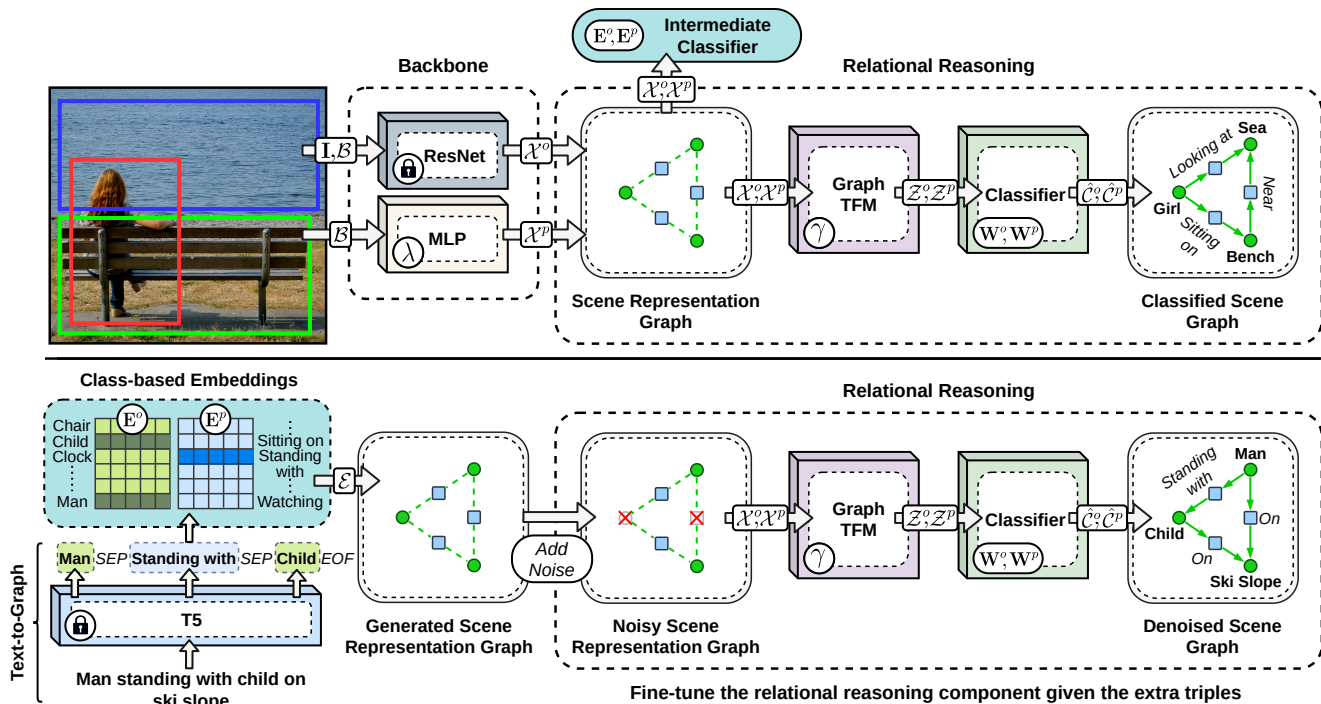 E^o, E^p Intermediate
Classifier
Backbone
Relational Reasoning
𝒳^o, 𝒳^p
I,ℬ
ResNet
𝒳^o
ℬ
MLP
λ
𝒳^p
𝒳^o, 𝒳^p
Graph
TFM
γ
𝒵^o, 𝒵^p
Classifier
W^o, W^p
Ĉ^o, Ĉ^p
Sea
Looking at
Near
Girl
Sitting
on
Bench
Scene Representation
Graph
Classified Scene
Graph
Class-based Embeddings
Relational Reasoning
E^o
E^p
Chair
Child
Clock
Man
Sitting on
Standing
with
Watching
ℰ
Add
Noise
𝒳^o, 𝒳^p
Graph
TFM
γ
𝒵^o, 𝒵^p
Classifier
W^o, W^p
Ĉ^o, Ĉ^p
Man
Standing
with
On
Child
On
Ski Slope
Text-to-Graph
Man SEP Standing with SEP Child EOF
T5
Generated Scene
Representation Graph
Noisy Scene
Representation Graph
Denoised Scene
Graph
Man standing with child on
ski slope
Fine-tune the relational reasoning component given the extra triples